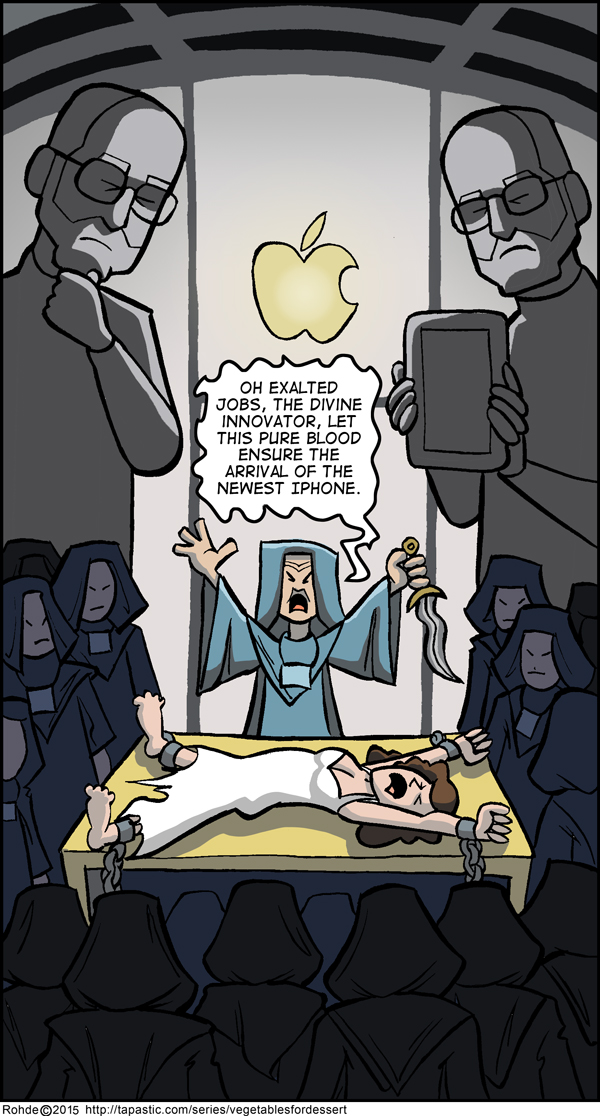 OH EXALTED
JOBS, THE DIVINE
INNOVATOR, LET
THIS PURE BLOOD
ENSURE THE
ARRIVAL OF THE
NEWEST IPHONE.
Rohde©2015 http://tapastic.com/series/vegetablesfordessert